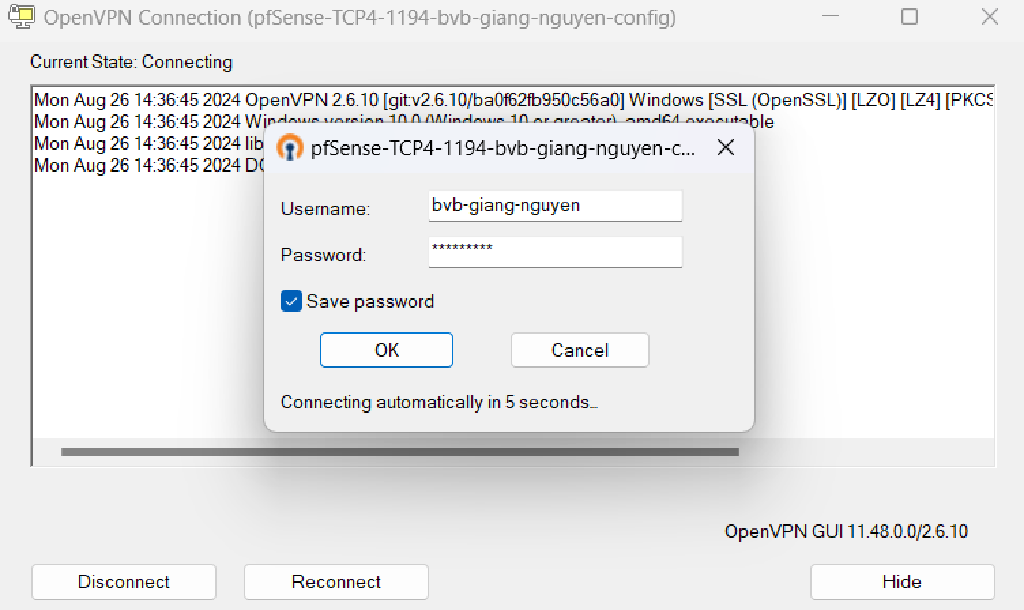 OpenVPN Connection (pfSense-TCP4-1194-bvb-giang-nguyen-config)
Current State: Connecting
Mon Aug 26 14:36:45 2024 OpenVPN 2.6.10 [git:v2.6.10/ba0f62fb950c56a0] Windows [SSL (OpenSSL)] [LZO] [LZ4] [PKCS
Mon Aug 26 14:36:45 2024 Windows version 10.0 (Windows 10 or greater), amd64 executable
Mon Aug 26 14:36:45 2024 lib
Mon Aug 26 14:36:45 2024 DC
pfSense-TCP4-1194-bvb-giang-nguyen-c...
Username: bvb-giang-nguyen
Password: *********
Save password
OK Cancel
Connecting automatically in 5 seconds...
OpenVPN GUI 11.48.0.0/2.6.10
Disconnect Reconnect Hide